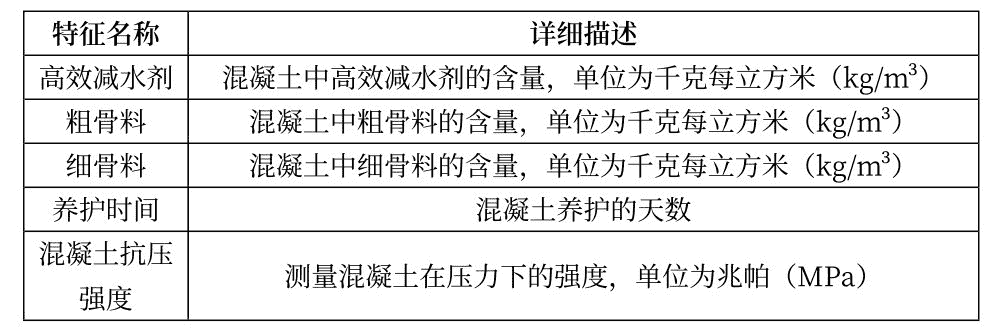 特征名称 详细描述
高效减水剂 混凝土中高效减水剂的含量，单位为千克每立方米（kg/m³）
粗骨料 混凝土中粗骨料的含量，单位为千克每立方米（kg/m³）
细骨料 混凝土中细骨料的含量，单位为千克每立方米（kg/m³）
养护时间 混凝土养护的天数
混凝土抗压
强度 测量混凝土在压力下的强度，单位为兆帕（MPa）